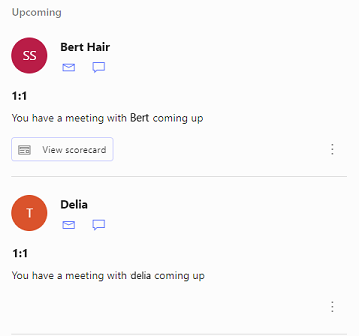 Upcoming
SS
Bert Hair
1:1
You have a meeting with Bert coming up
View scorecard
T
Delia
1:1
You have a meeting with delia coming up